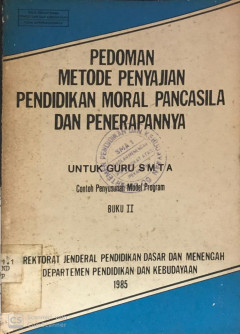 PEDOMAN
METODE PENYAJIAN
PENDIDIKAN MORAL PANCASILA
DAN PENERAPANNYA
UNTUK GURU SMTA
Contoh Penyusunan Model Program
BUKU II
REKTORAT JENDERAL PENDIDIKAN DASAR DAN MENENGAH
DEPARTEMEN PENDIDIKAN DAN KEBUDAYAAN
1985